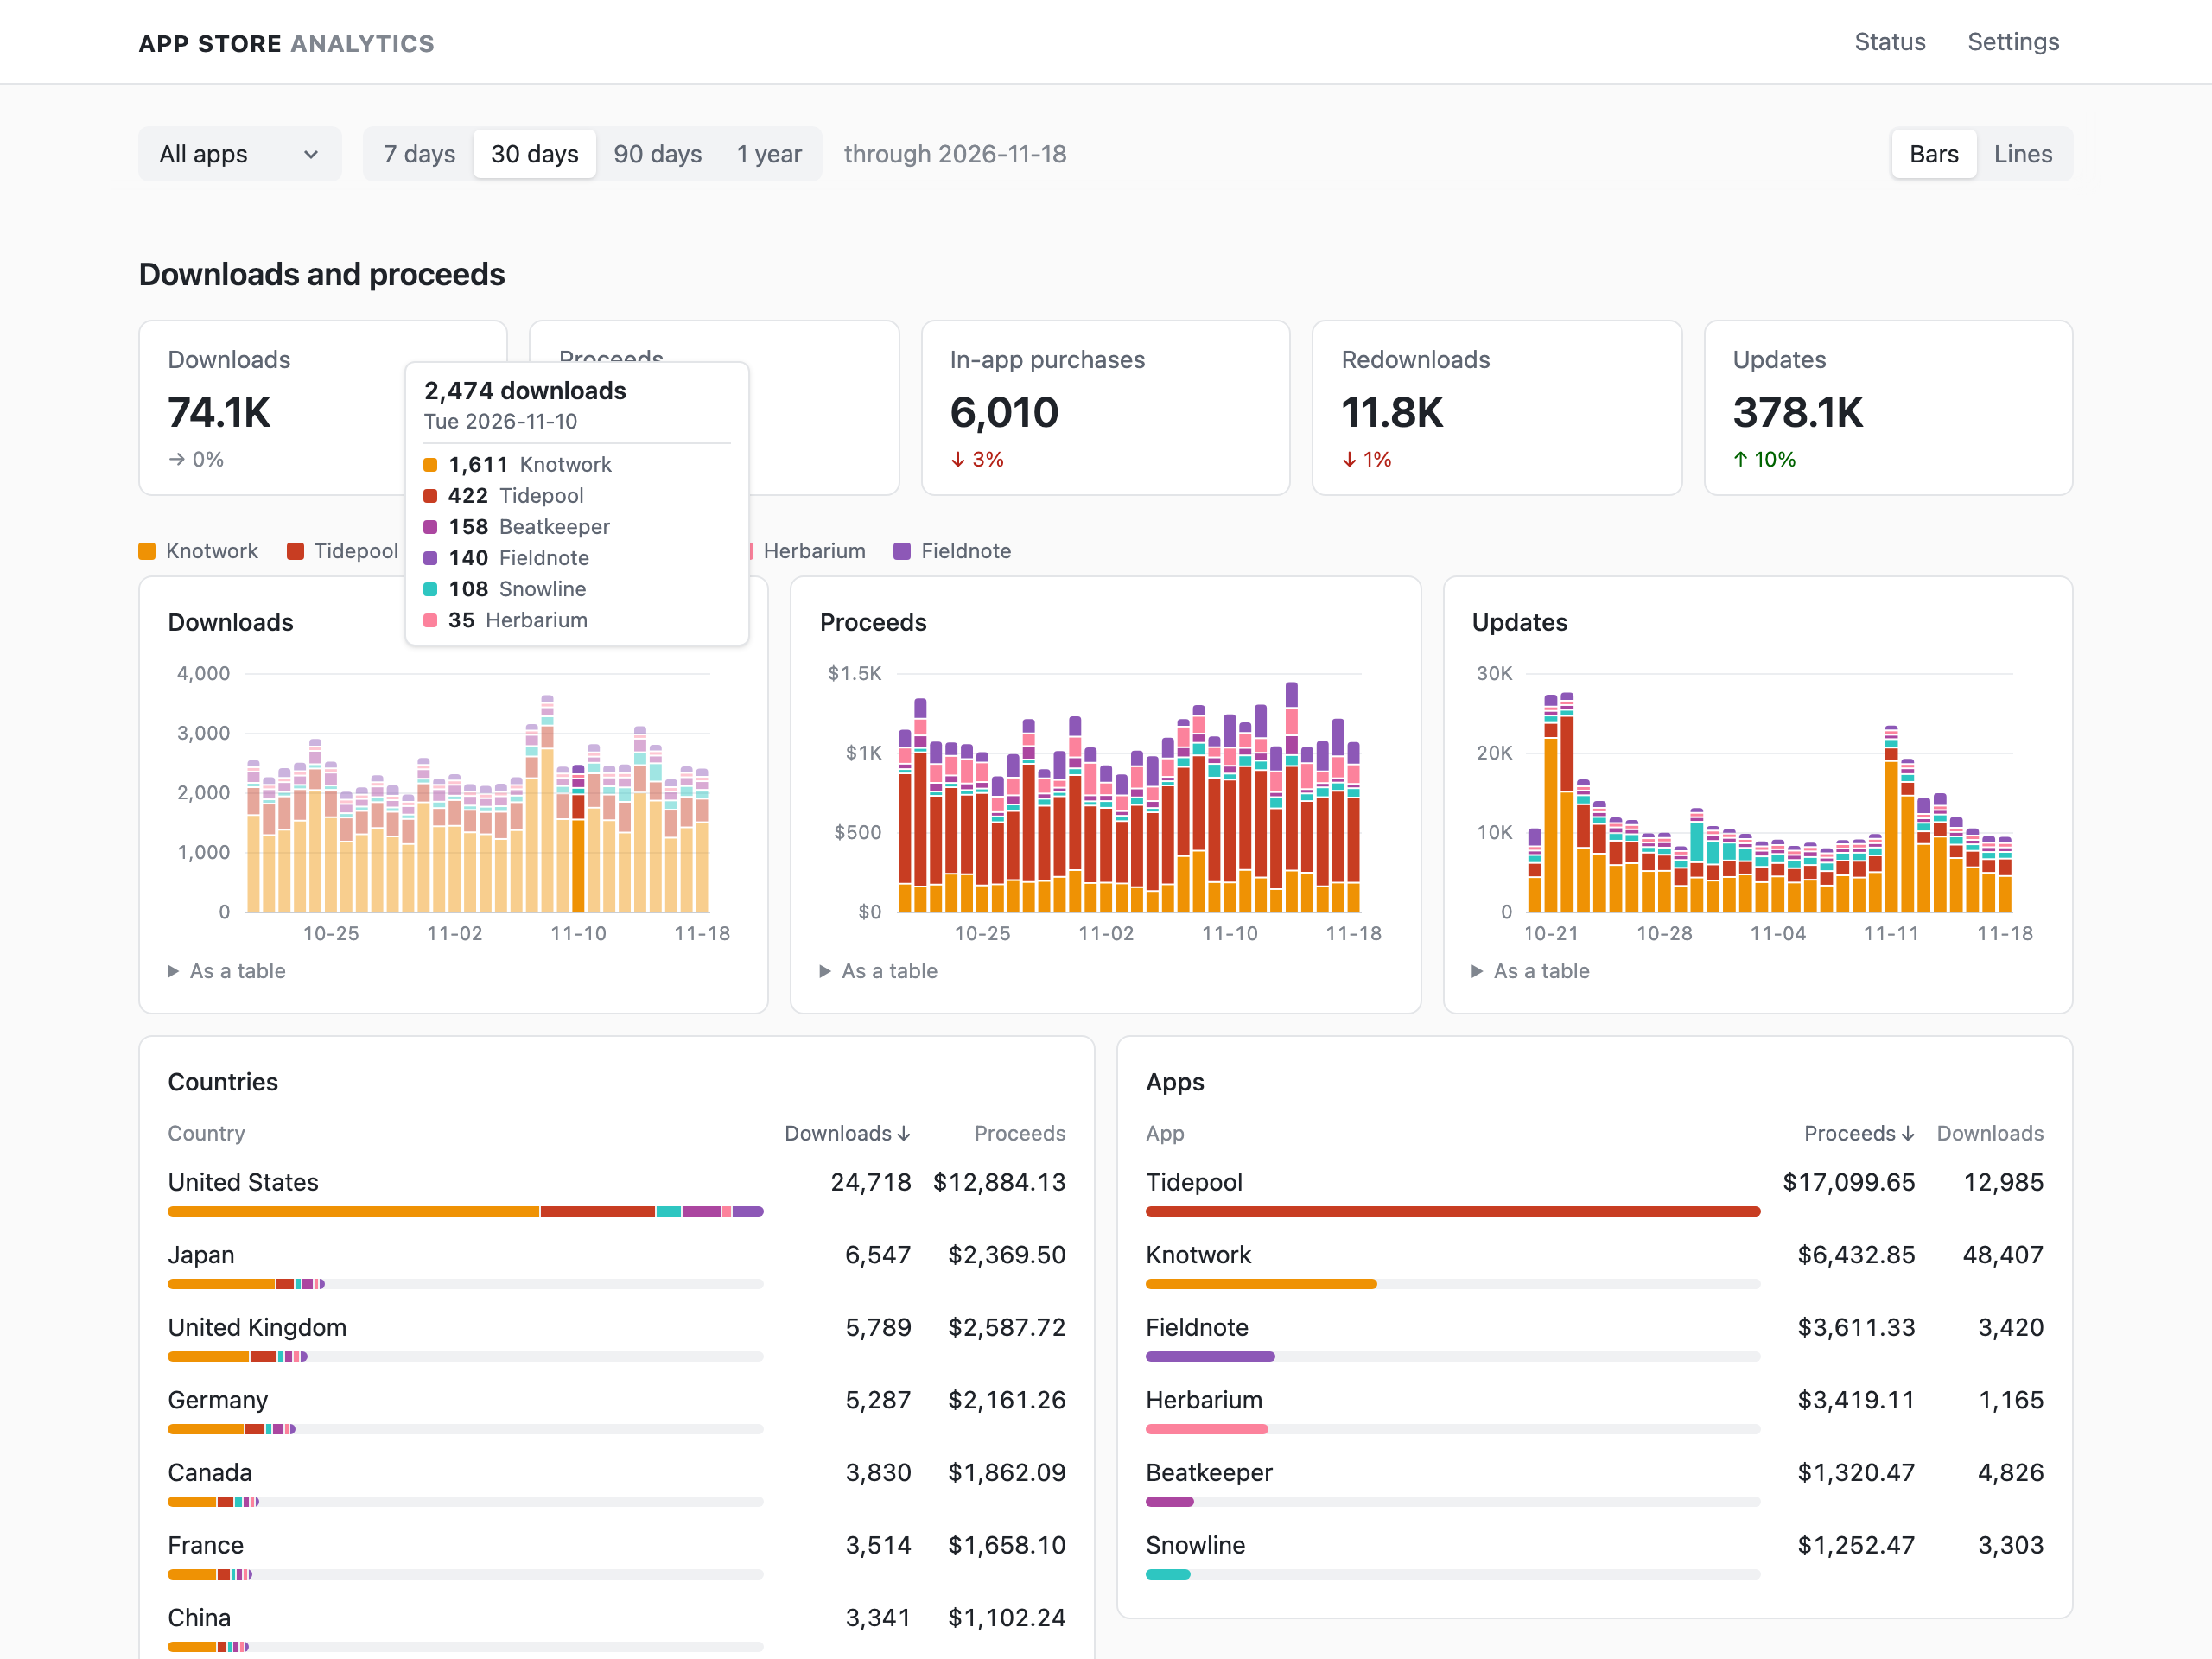 APP STORE ANALYTICS
Status
Settings
All apps
7 days
30 days
90 days
1 year
through 2026-11-18
Bars
Lines
Downloads and proceeds
Downloads
74.1K
→ 0%
Proceeds
In-app purchases
6,010
↓ 3%
Redownloads
11.8K
↓ 1%
Updates
378.1K
↑ 10%
2,474 downloads
Tue 2026-11-10
1,611 Knotwork
422 Tidepool
158 Beatkeeper
140 Fieldnote
108 Snowline
35 Herbarium
Knotwork
Tidepool
Herbarium
Fieldnote
Downloads
4,000
3,000
2,000
1,000
0
10-25
11-02
11-10
11-18
As a table
Proceeds
$1.5K
$1K
$500
$0
10-25
11-02
11-10
11-18
As a table
Updates
30K
20K
10K
0
10-21
10-28
11-04
11-11
11-18
As a table
Countries
Country Downloads ↓ Proceeds
United States 24,718 $12,884.13
Japan 6,547 $2,369.50
United Kingdom 5,789 $2,587.72
Germany 5,287 $2,161.26
Canada 3,830 $1,862.09
France 3,514 $1,658.10
China 3,341 $1,102.24
Apps
App Proceeds ↓ Downloads
Tidepool $17,099.65 12,985
Knotwork $6,432.85 48,407
Fieldnote $3,611.33 3,420
Herbarium $3,419.11 1,165
Beatkeeper $1,320.47 4,826
Snowline $1,252.47 3,303